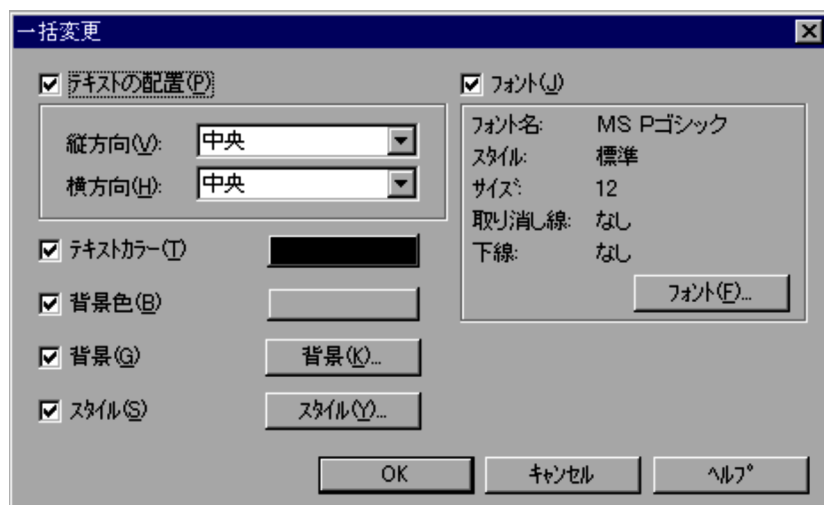 一括変更
テキストの配置(P)
縦方向(V): 中央
横方向(H): 中央
テキストカラー(T)
背景色(B)
背景(G) 背景(K)...
スタイル(S) スタイル(Y)...
フォント(J)
フォント名: MS Pゴシック
スタイル: 標準
サイズ: 12
取り消し線: なし
下線: なし
フォント(F)...
OK キャンセル ヘルプ